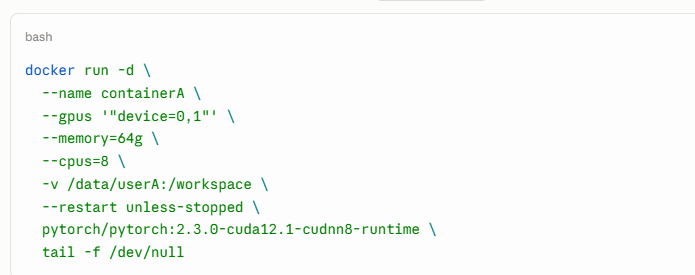 bash
docker run -d \
--name containerA \
--gpus '"device=0,1"' \
--memory=64g \
--cpus=8 \
-v /data/userA:/workspace \
--restart unless-stopped \
pytorch/pytorch:2.3.0-cuda12.1-cudnn8-runtime \
tail -f /dev/null